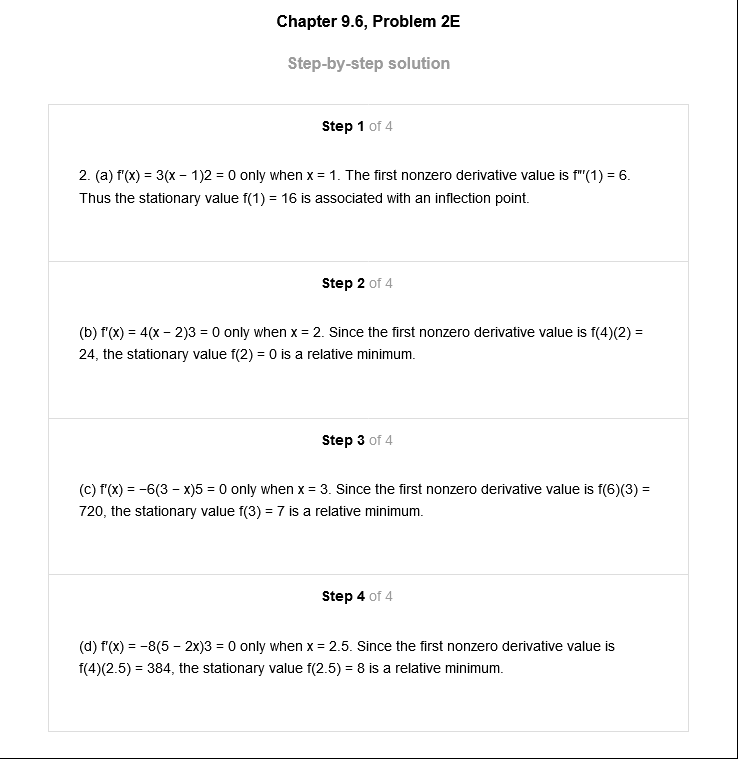 Chapter 9.6, Problem 2E
Step-by-step solution
Step 1 of 4
2. (a) f'(x) = 3(x − 1)2 = 0 only when x = 1. The first nonzero derivative value is f'''(1) = 6.
Thus the stationary value f(1) = 16 is associated with an inflection point.
Step 2 of 4
(b) f'(x) = 4(x − 2)3 = 0 only when x = 2. Since the first nonzero derivative value is f(4)(2) =
24, the stationary value f(2) = 0 is a relative minimum.
Step 3 of 4
(c) f'(x) = −6(3 − x)5 = 0 only when x = 3. Since the first nonzero derivative value is f(6)(3) =
720, the stationary value f(3) = 7 is a relative minimum.
Step 4 of 4
(d) f'(x) = −8(5 − 2x)3 = 0 only when x = 2.5. Since the first nonzero derivative value is
f(4)(2.5) = 384, the stationary value f(2.5) = 8 is a relative minimum.